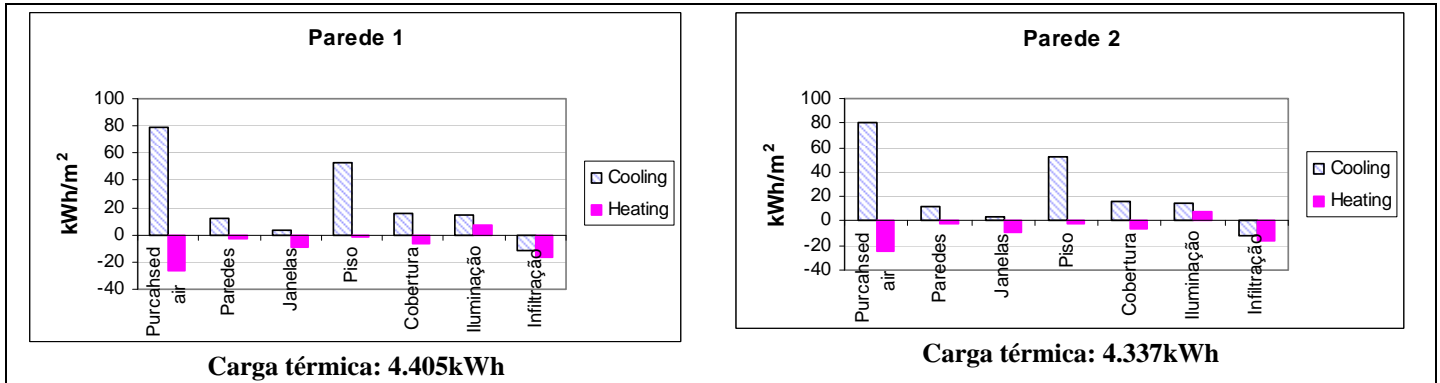 Parede 1
100
80
60
40
20
0
-20
-40
kWh/m²
Purcahsed
air
Paredes
Janelas
Piso
Cobertura
Iluminação
Infiltração
Cooling
Heating
Carga térmica: 4.405kWh
Parede 2
100
80
60
40
20
0
-20
-40
kWh/m²
Purcahsed
air
Paredes
Janelas
Piso
Cobertura
Iluminação
Infiltração
Cooling
Heating
Carga térmica: 4.337kWh